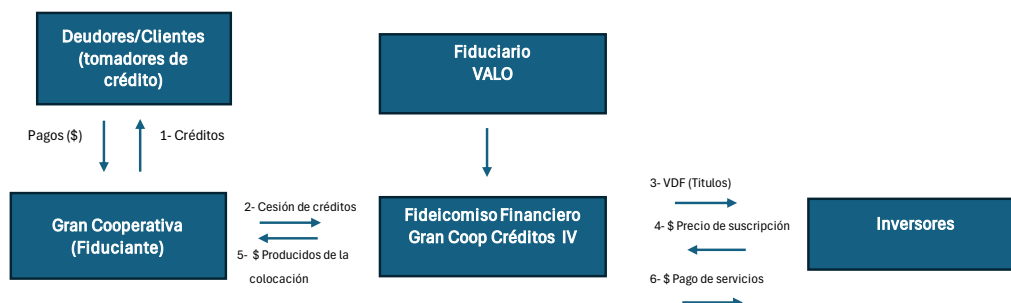 Deudores/Clientes
(tomadores de
crédito)
Fiduciario
VALO
Pagos ($)
1- Créditos
Gran Cooperativa
(Fiduciante)
2- Cesión de créditos
5- $ Producidos de la
colocación
Fideicomiso Financiero
Gran Coop Créditos IV
3- VDF (Titulos)
4- $ Precio de suscripción
6- $ Pago de servicios
Inversores